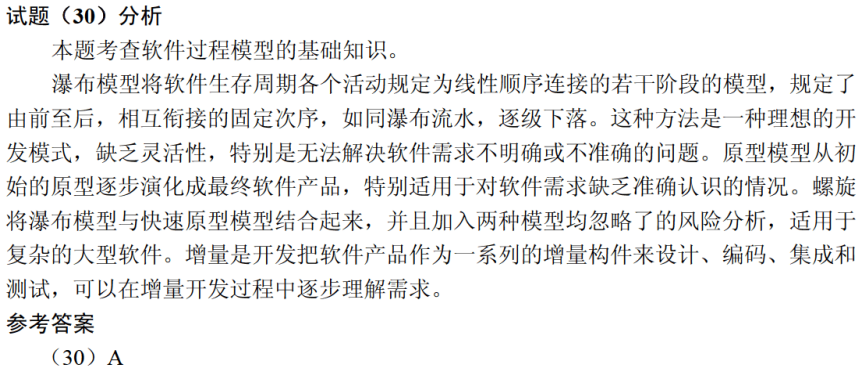 试题（30）分析
本题考查软件过程模型的基础知识。
瀑布模型将软件生存周期各个活动规定为线性顺序连接的若干阶段的模型，规定了
由前至后，相互衔接的固定次序，如同瀑布流水，逐级下落。这种方法是一种理想的开
发模式，缺乏灵活性，特别是无法解决软件需求不明确或不准确的问题。原型模型从初
始的原型逐步演化成最终软件产品，特别适用于对软件需求缺乏准确认识的情况。螺旋
将瀑布模型与快速原型模型结合起来，并且加入两种模型均忽略了的风险分析，适用于
复杂的大型软件。增量是开发把软件产品作为一系列的增量构件来设计、编码、集成和
测试，可以在增量开发过程中逐步理解需求。
参考答案
（30）A